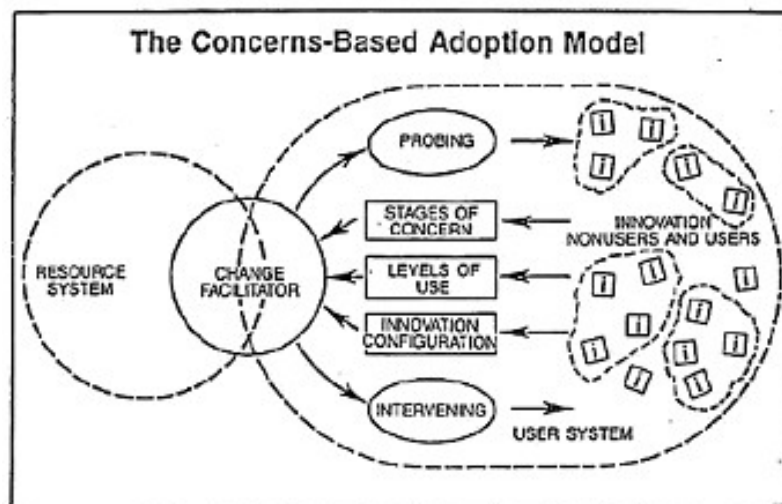 The Concerns-Based Adoption Model
PROBING
i
i
i
i
i
STAGES OF
CONCERN
INNOVATION
NONUSERS AND USERS
RESOURCE
SYSTEM
CHANGE
FACILITATOR
LEVELS OF
USE
i
i
i
INNOVATION
CONFIGURATION
i
i
i
i
i
i
i
INTERVENING
USER SYSTEM